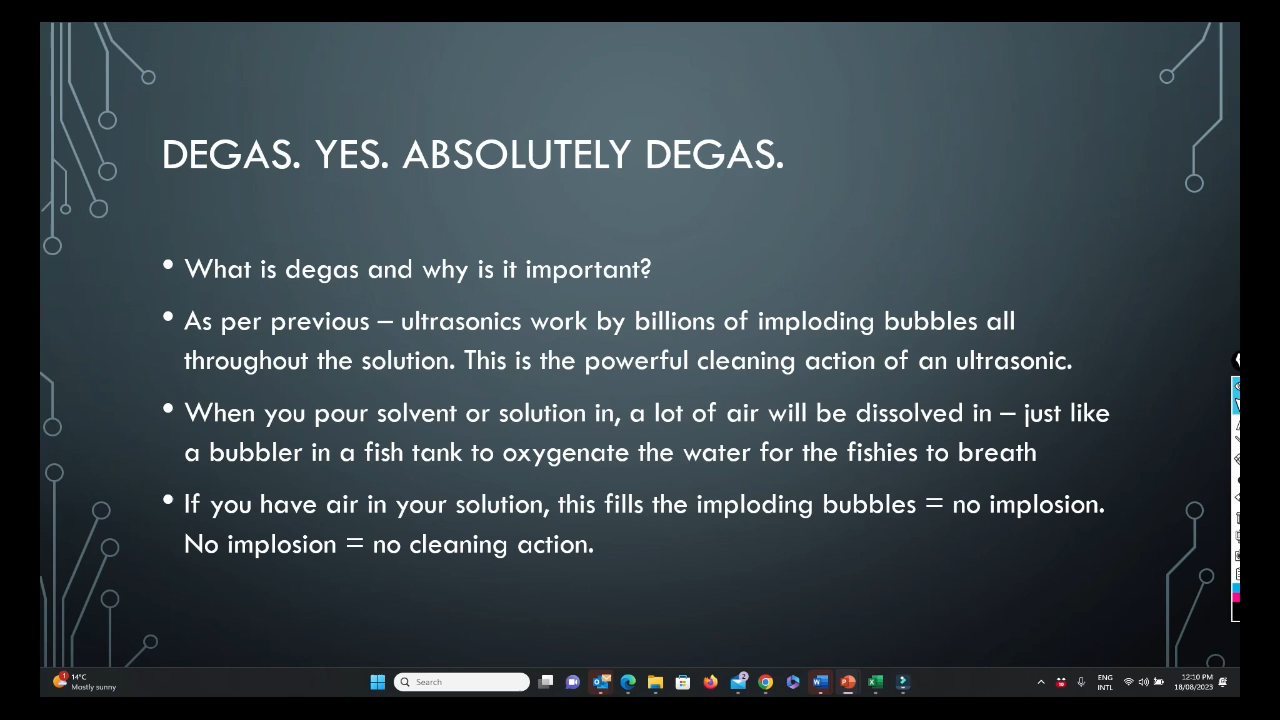 DEGAS. YES. ABSOLUTELY DEGAS.
• What is degas and why is it important?
• As per previous – ultrasonics work by billions of imploding bubbles all
throughout the solution. This is the powerful cleaning action of an ultrasonic.
• When you pour solvent or solution in, a lot of air will be dissolved in – just like
a bubbler in a fish tank to oxygenate the water for the fishies to breath
• If you have air in your solution, this fills the imploding bubbles = no implosion.
No implosion = no cleaning action.
14°C
Mostly sunny
Search
ENG
INTL
12:10 PM
18/08/2023